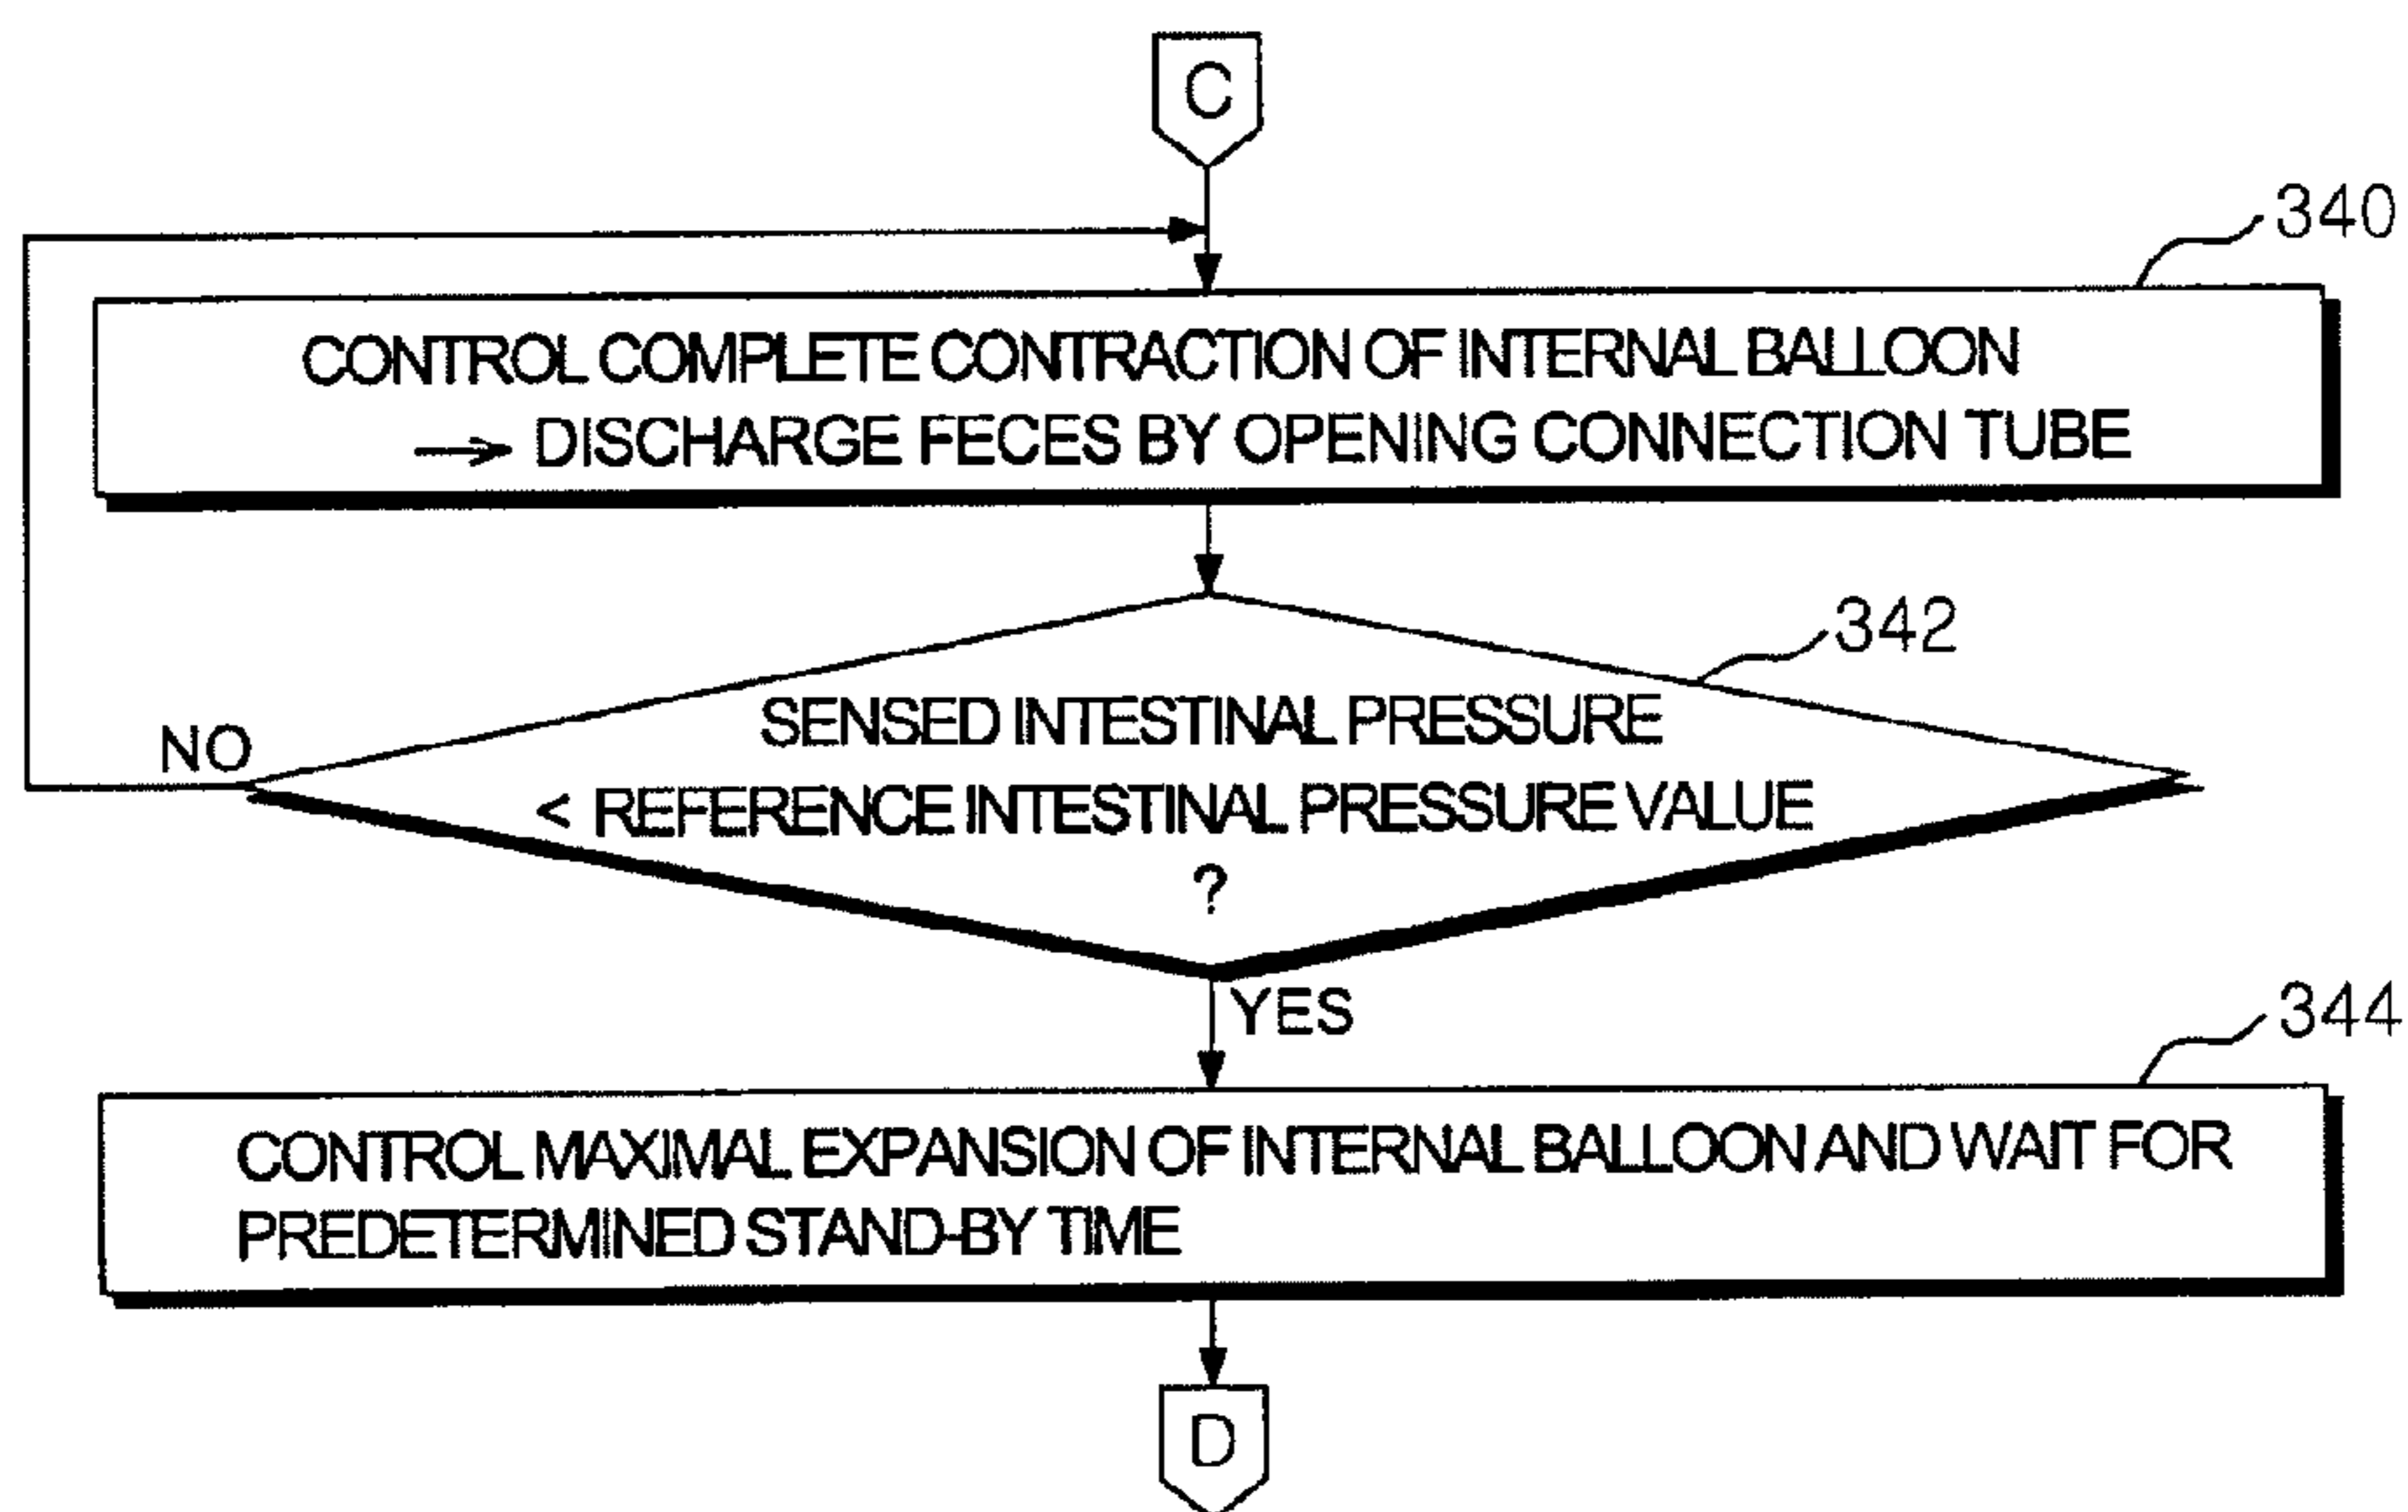 C
340
CONTROL COMPLETE CONTRACTION OF INTERNAL BALLOON
→ DISCHARGE FECES BY OPENING CONNECTION TUBE
342
SENSED INTESTINAL PRESSURE
< REFERENCE INTESTINAL PRESSURE VALUE
?
NO
YES
344
CONTROL MAXIMAL EXPANSION OF INTERNAL BALLOON AND WAIT FOR
PREDETERMINED STAND-BY TIME
D